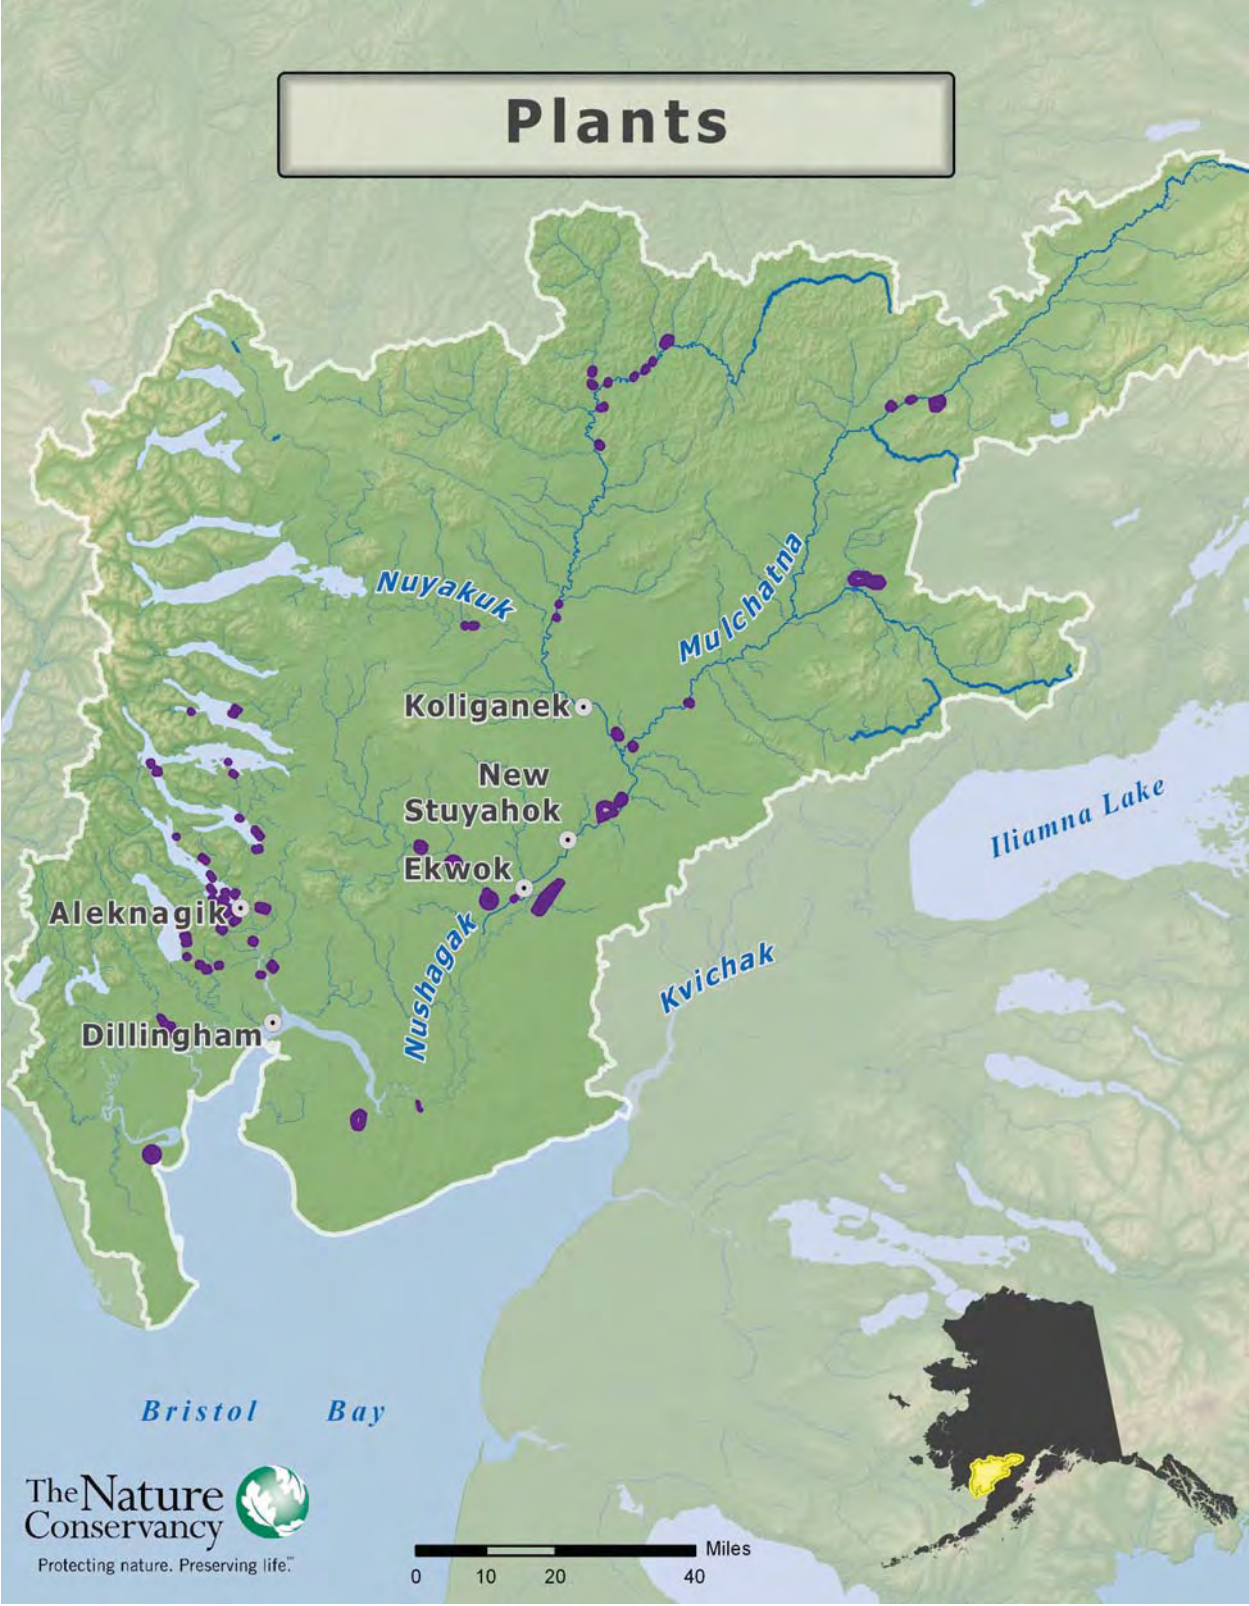 Plants
Nuyakuk
Mulchatna
Koliganek
New
Stuyahok
Iliamna Lake
Ekwok
Aleknagik
Nushagak
Kvichak
Dillingham
Bristol Bay
The Nature
Conservancy
Protecting nature. Preserving life.™
Miles
0 10 20 40